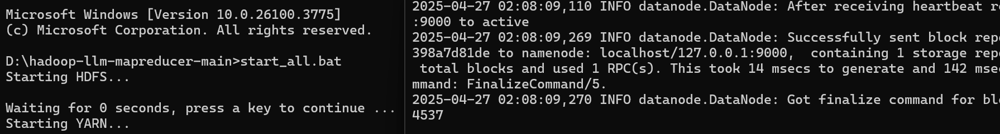 Microsoft Windows [Version 10.0.26100.3775]
(c) Microsoft Corporation. All rights reserved.
D:\hadoop-llm-mapreducer-main>start_all.bat
Starting HDFS...
Waiting for 0 seconds, press a key to continue ...
Starting YARN...
2025-04-27 02:08:09,110 INFO datanode.DataNode: After receiving heartbeat
:9000 to active
2025-04-27 02:08:09,269 INFO datanode.DataNode: Successfully sent block
398a7d81de to namenode: localhost/127.0.0.1:9000,  containing 1 storage
total blocks and used 1 RPC(s). This took 14 msecs to generate and 142
mmand: FinalizeCommand/5.
2025-04-27 02:08:09,270 INFO datanode.DataNode: Got finalize command for
4537